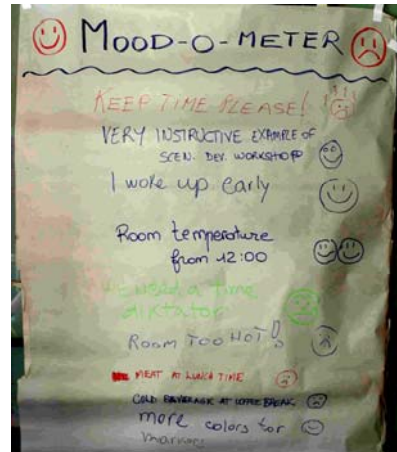 MOOD-O-METER
KEEP TIME PLEASE!
VERY INSTRUCTIVE EXAMPLE OF
SCEN. DEV. WORKSHOP
I woke up early
Room temperature
from 12:00
need a time
diktator
ROOM TOO HOT!
MEAT AT LUNCH TIME
COLD BEVERAGE AT COFFEE BREAK
more colors for
markers